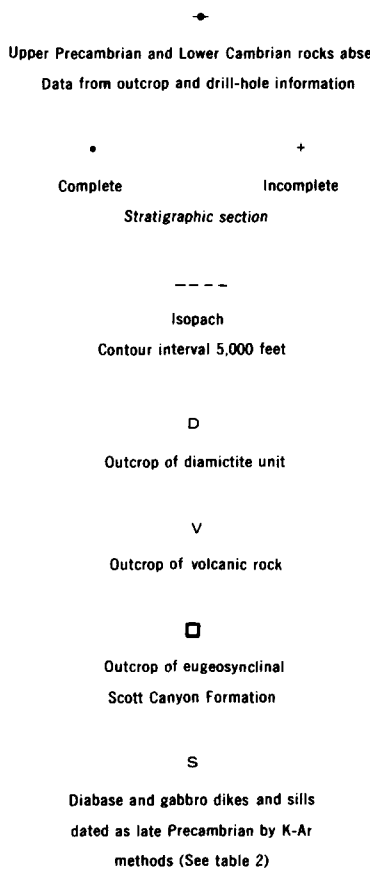 Upper Precambrian and Lower Cambrian rocks abse
Data from outcrop and drill-hole information
+
Complete Incomplete
Stratigraphic section
Isopach
Contour interval 5,000 feet
D
Outcrop of diamictite unit
V
Outcrop of volcanic rock
Outcrop of eugeosynclinal
Scott Canyon Formation
S
Diabase and gabbro dikes and sills
dated as late Precambrian by K-Ar
methods (See table 2)